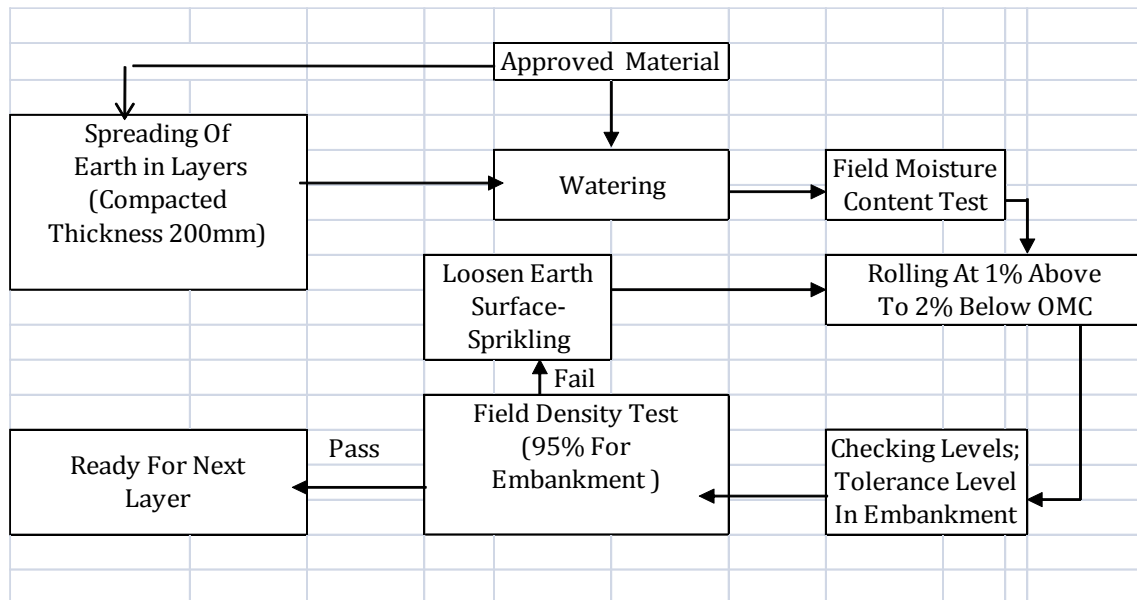 Approved Material
Spreading Of
Earth in Layers
(Compacted
Thickness 200mm)
Watering
Field Moisture
Content Test
Loosen Earth
Surface-
Sprikling
Rolling At 1% Above
To 2% Below OMC
Fail
Field Density Test
(95% For
Embankment )
Pass
Ready For Next
Layer
Checking Levels;
Tolerance Level
In Embankment